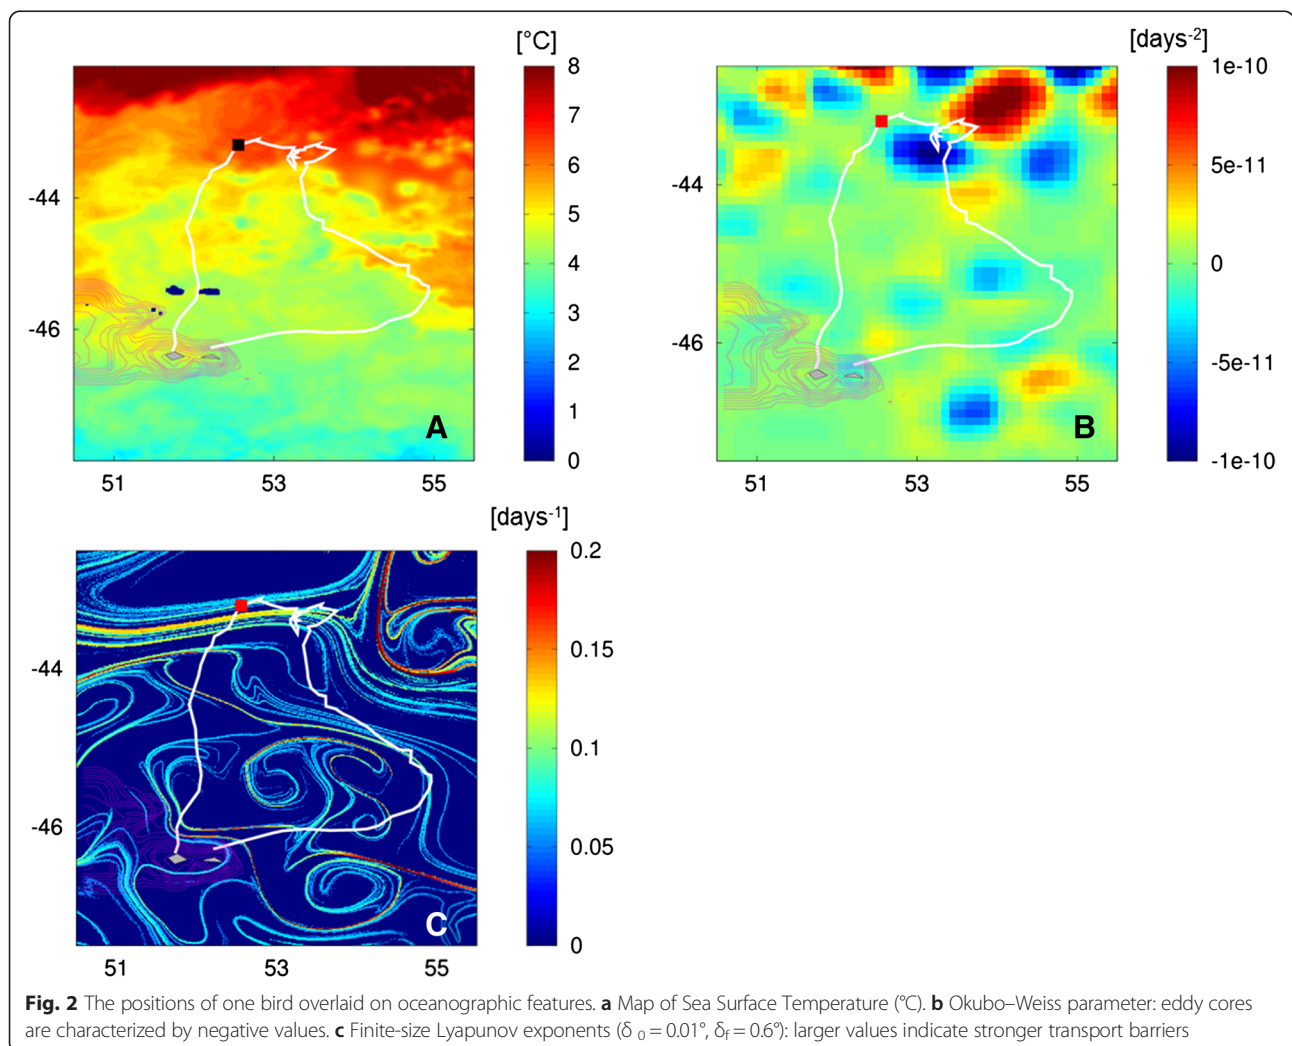 [°C]
8
7
6
5
4
3
2
1
0
-44
-46
51
53
55
A
[days-2]
1e-10
5e-11
0
-5e-11
-1e-10
-44
-46
51
53
55
B
[days-1]
0.2
0.15
0.1
0.05
0
-44
-46
51
53
55
C
Fig. 2 The positions of one bird overlaid on oceanographic features. a Map of Sea Surface Temperature (°C). b Okubo–Weiss parameter: eddy cores
are characterized by negative values. c Finite-size Lyapunov exponents (δ 0 = 0.01°, δf = 0.6°): larger values indicate stronger transport barriers